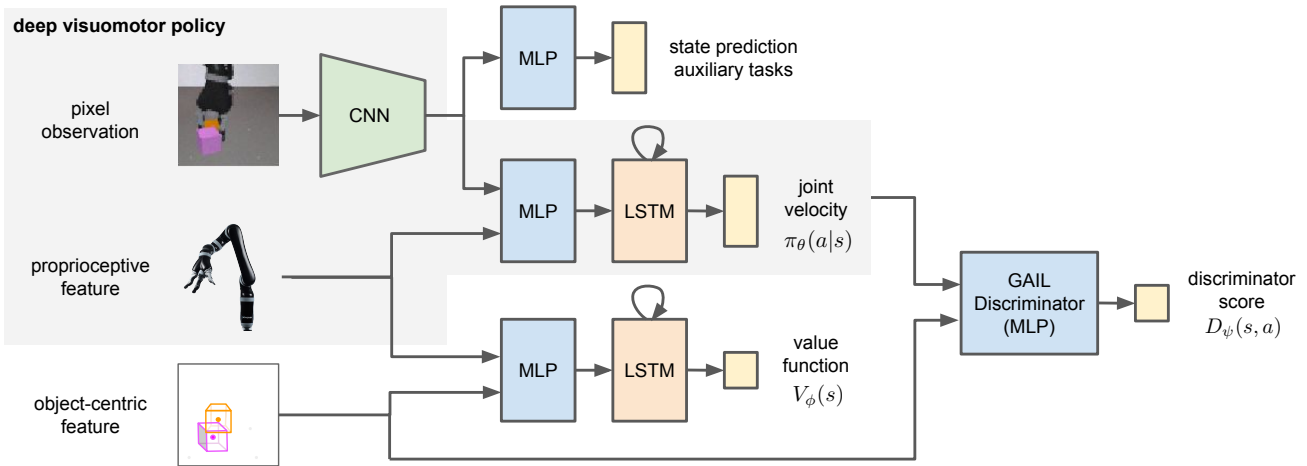 deep visuomotor policy
pixel
observation
CNN
MLP
state prediction
auxiliary tasks
MLP
LSTM
joint
velocity
πθ(a|s)
proprioceptive
feature
GAIL
Discriminator
(MLP)
discriminator
score
Dψ(s, a)
MLP
LSTM
value
function
Vϕ(s)
object-centric
feature